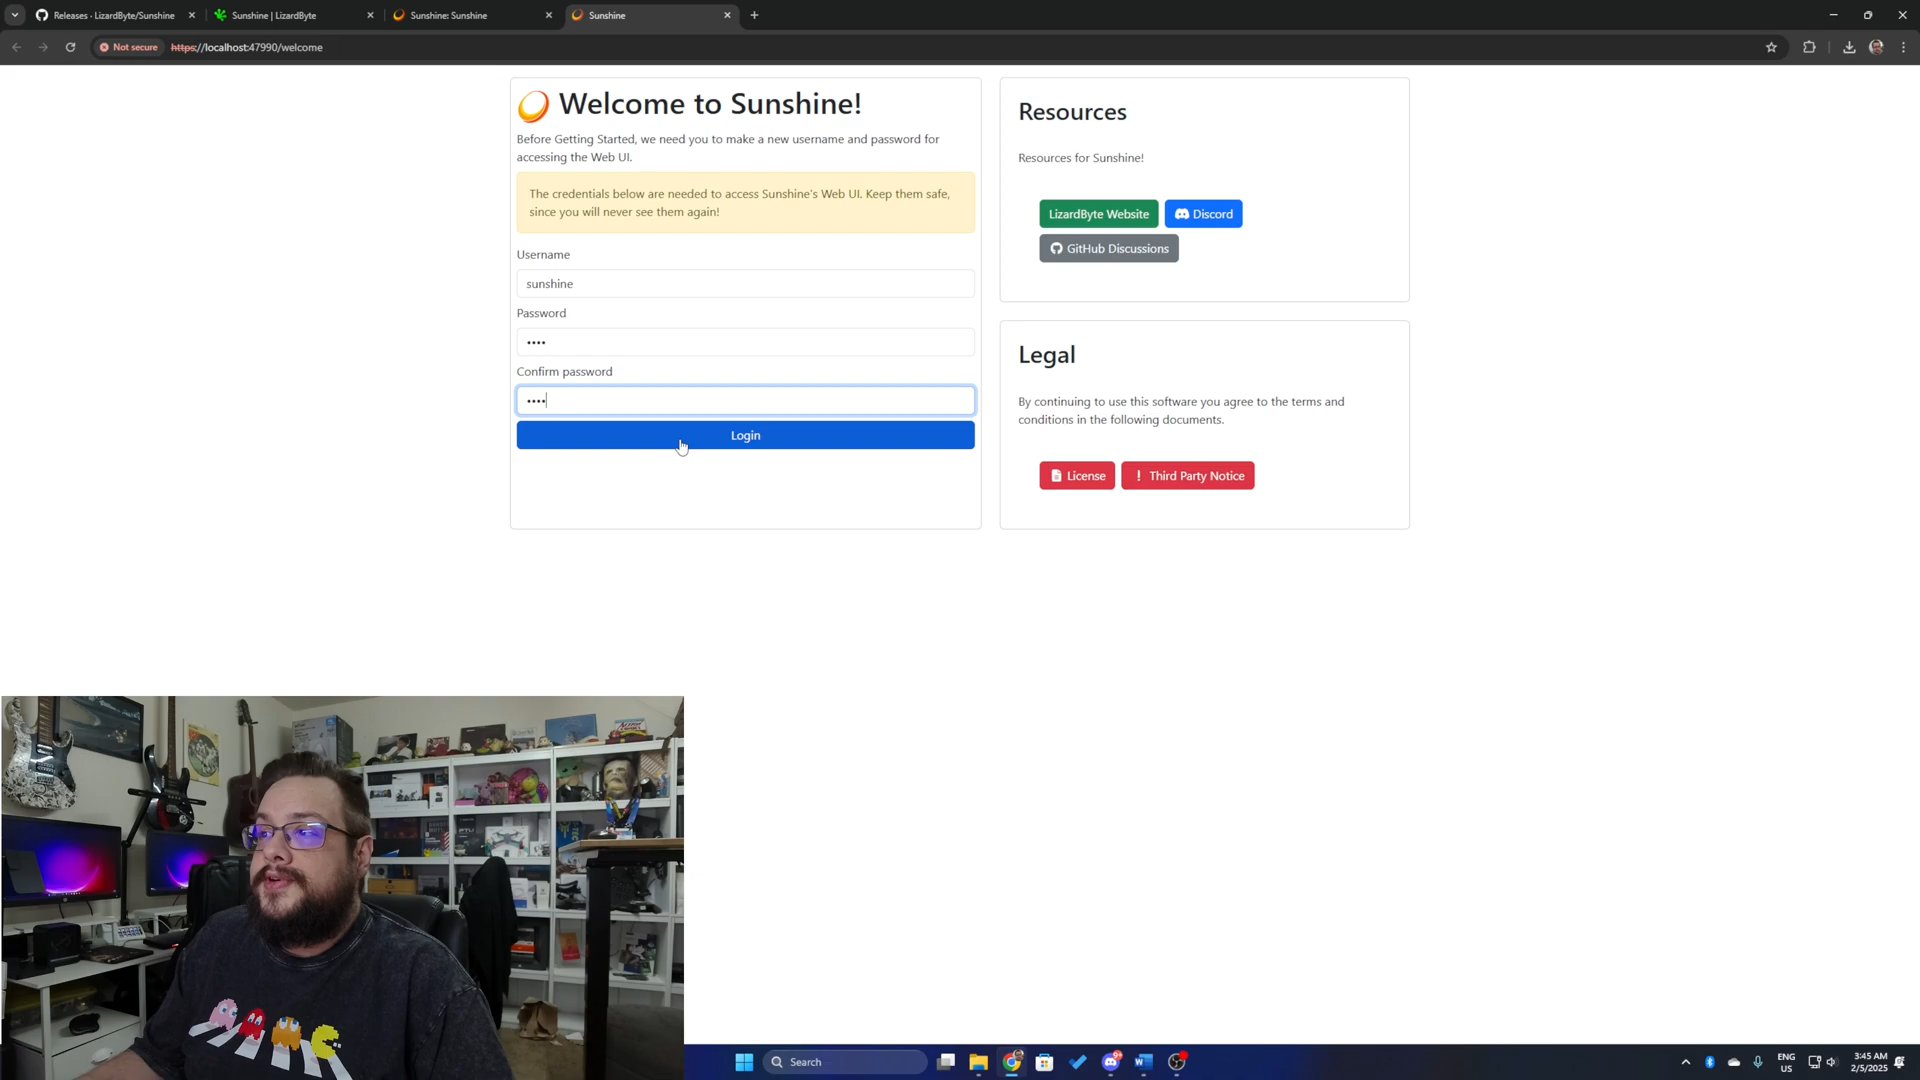 Releases · LizardByte/Sunshine
Sunshine | LizardByte
Sunshine: Sunshine
Sunshine
Not secure
https://localhost:47990/welcome
Welcome to Sunshine!
Before Getting Started, we need you to make a new username and password for
accessing the Web UI.
The credentials below are needed to access Sunshine's Web UI. Keep them safe,
since you will never see them again!
Username
sunshine
Password
••••
Confirm password
••••
Login
Resources
Resources for Sunshine!
LizardByte Website
Discord
GitHub Discussions
Legal
By continuing to use this software you agree to the terms and
conditions in the following documents.
License
! Third Party Notice
Search
ENG
US
3:45 AM
2/5/2025